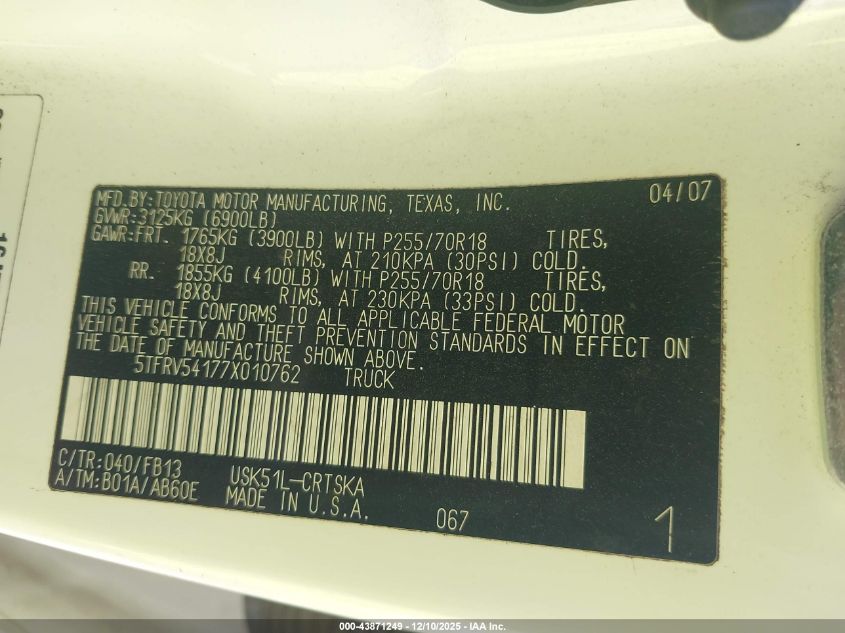 MFD.BY:TOYOTA MOTOR MANUFACTURING, TEXAS, INC. 04/07
GVWR:3125KG (6900LB)
GAWR:FRT. 1765KG (3900LB) WITH P255/70R18 TIRES,
18X8J RIMS, AT 210KPA (30PSI) COLD.
RR. 1855KG (4100LB) WITH P255/70R18 TIRES,
18X8J RIMS, AT 230KPA (33PSI) COLD.
THIS VEHICLE CONFORMS TO ALL APPLICABLE FEDERAL MOTOR
VEHICLE SAFETY AND THEFT PREVENTION STANDARDS IN EFFECT ON
THE DATE OF MANUFACTURE SHOWN ABOVE.
5TFRV54177X010762 TRUCK
C/TR:040/FB13 USK51L-CRTSKA
A/TM:B01A/AB60E MADE IN U.S.A. 067 1
000-43871249 - 12/10/2025 - IAA Inc.